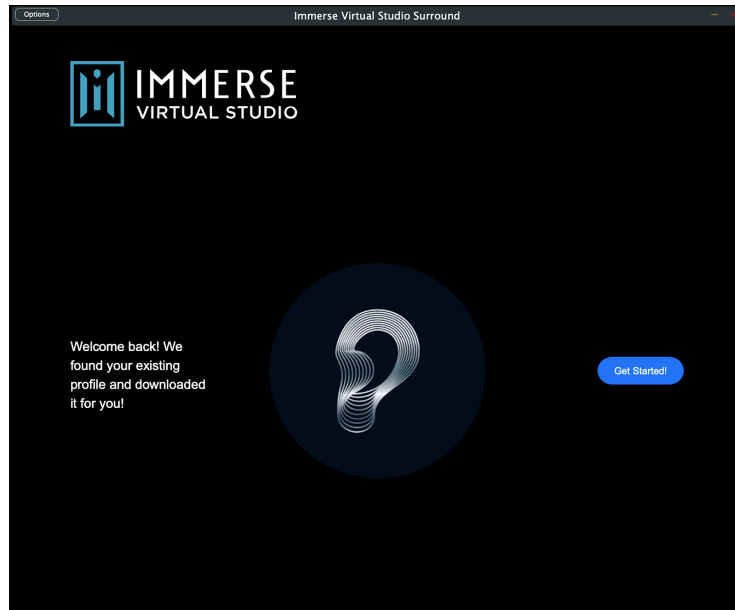 Options
Immerse Virtual Studio Surround
IMMERSE
VIRTUAL STUDIO
Welcome back! We
found your existing
profile and downloaded
it for you!
Get Started!